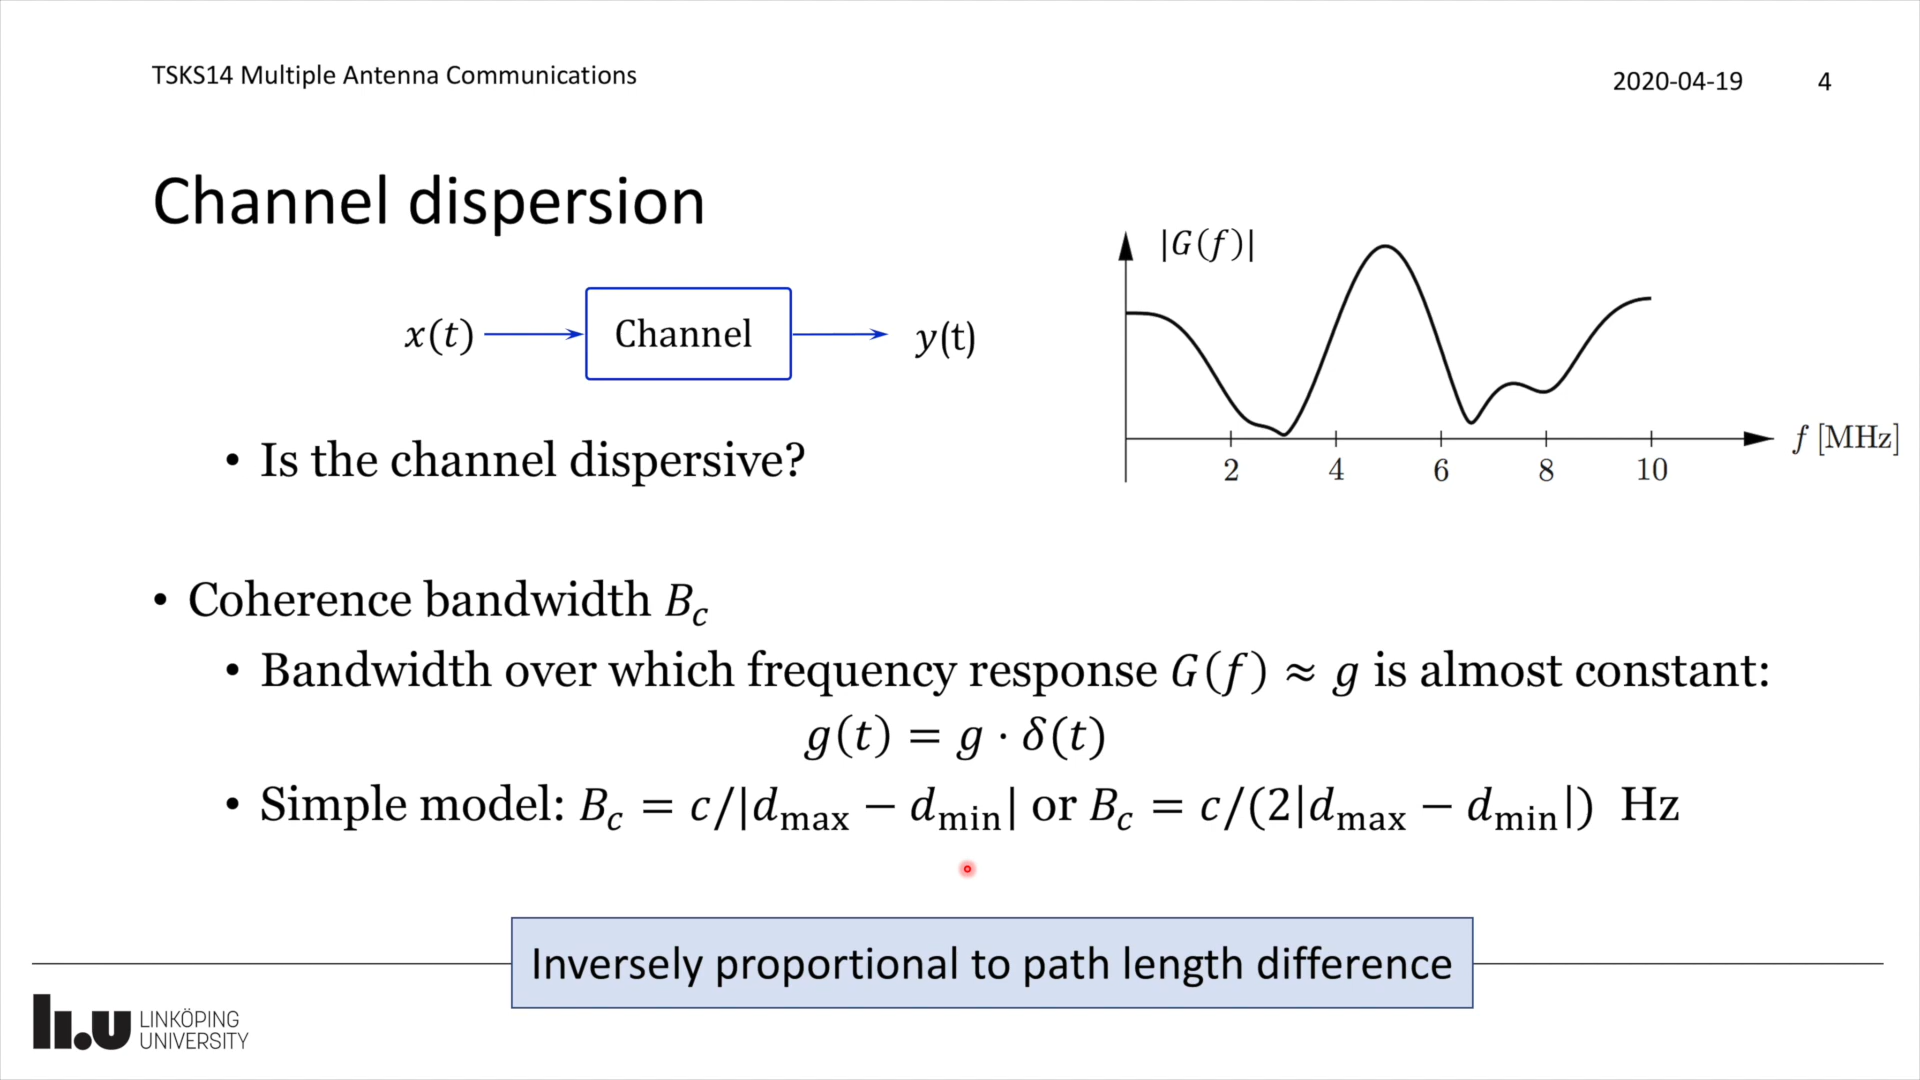 TSKS14 Multiple Antenna Communications
2020-04-19 4
Channel dispersion
x(t) Channel y(t)
|G(f)|
f [MHz]
2 4 6 8 10
• Is the channel dispersive?
• Coherence bandwidth B_c
• Bandwidth over which frequency response G(f) ≈ g is almost constant:
g(t) = g · δ(t)
• Simple model: B_c = c/|d_max − d_min| or B_c = c/(2|d_max − d_min|) Hz
Inversely proportional to path length difference
li.u LINKÖPING
UNIVERSITY